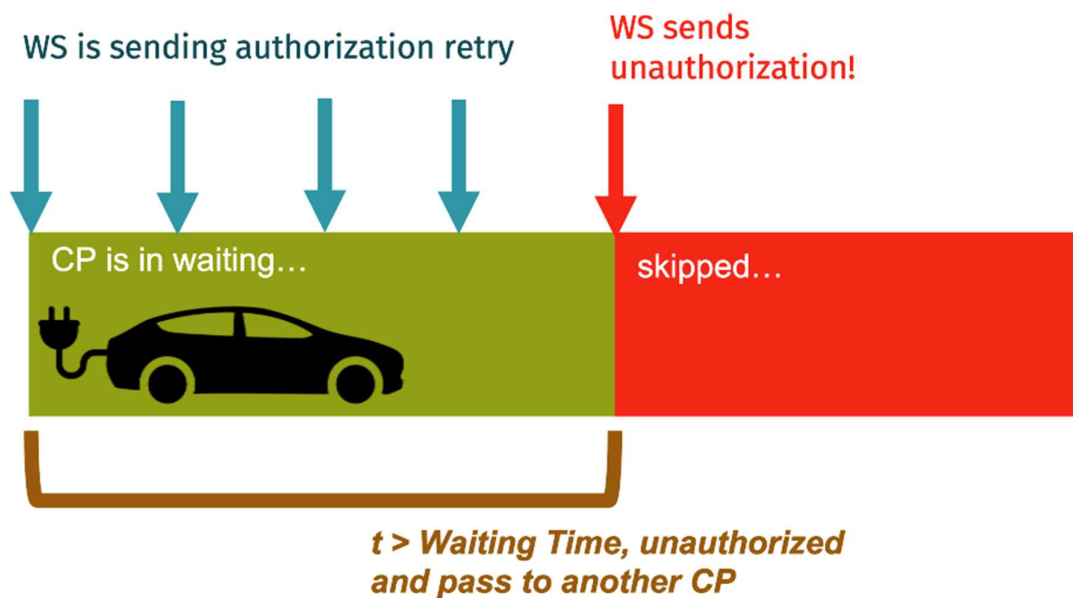 WS is sending authorization retry
WS sends
unauthorization!
CP is in waiting…
skipped…
t > Waiting Time, unauthorized
and pass to another CP